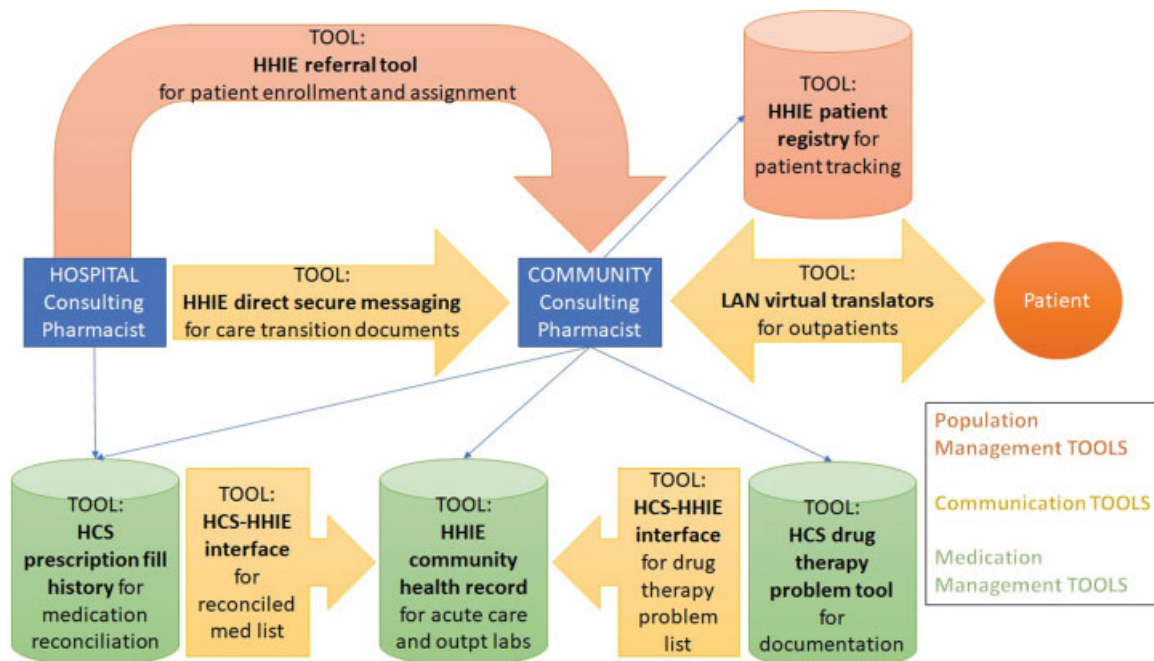 TOOL:
HHIE referral tool
for patient enrollment and assignment
TOOL:
HHIE patient
registry for
patient tracking
HOSPITAL
Consulting
Pharmacist
TOOL:
HHIE direct secure messaging
for care transition documents
COMMUNITY
Consulting
Pharmacist
TOOL:
LAN virtual translators
for outpatients
Patient
Population
Management TOOLS
Communication TOOLS
Medication
Management TOOLS
TOOL:
HCS
prescription fill
history for
medication
reconciliation
TOOL:
HCS-HHIE
interface
for
reconciled
med list
TOOL:
HHIE
community
health record
for acute care
and outpt labs
TOOL:
HCS-HHIE
interface
for drug
therapy
problem
list
TOOL:
HCS drug
therapy
problem tool
for
documentation